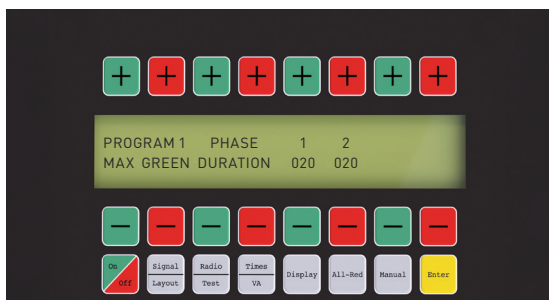 + + + + + + + +
PROGRAM 1 PHASE 1 2
MAX GREEN DURATION 020 020
− − − − − − − −
On Off
Signal Layout
Radio Test
Times VA
Display
All-Red
Manual
Enter